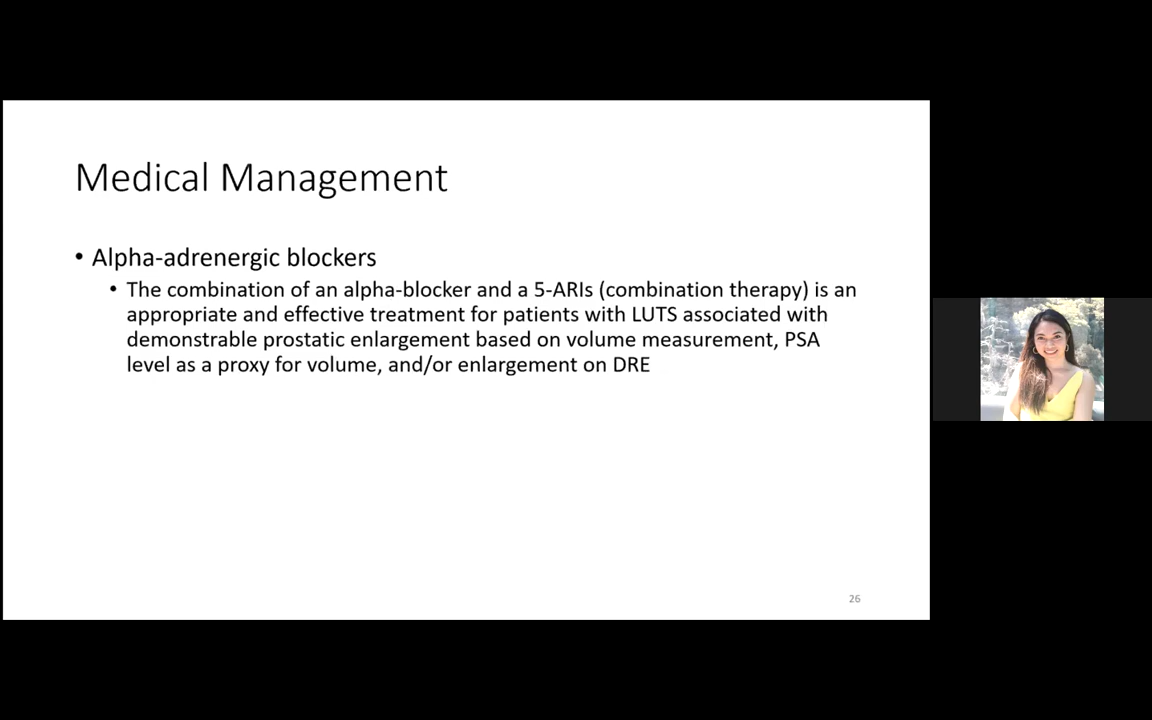 Medical Management
• Alpha-adrenergic blockers
• The combination of an alpha-blocker and a 5-ARIs (combination therapy) is an
appropriate and effective treatment for patients with LUTS associated with
demonstrable prostatic enlargement based on volume measurement, PSA
level as a proxy for volume, and/or enlargement on DRE
26